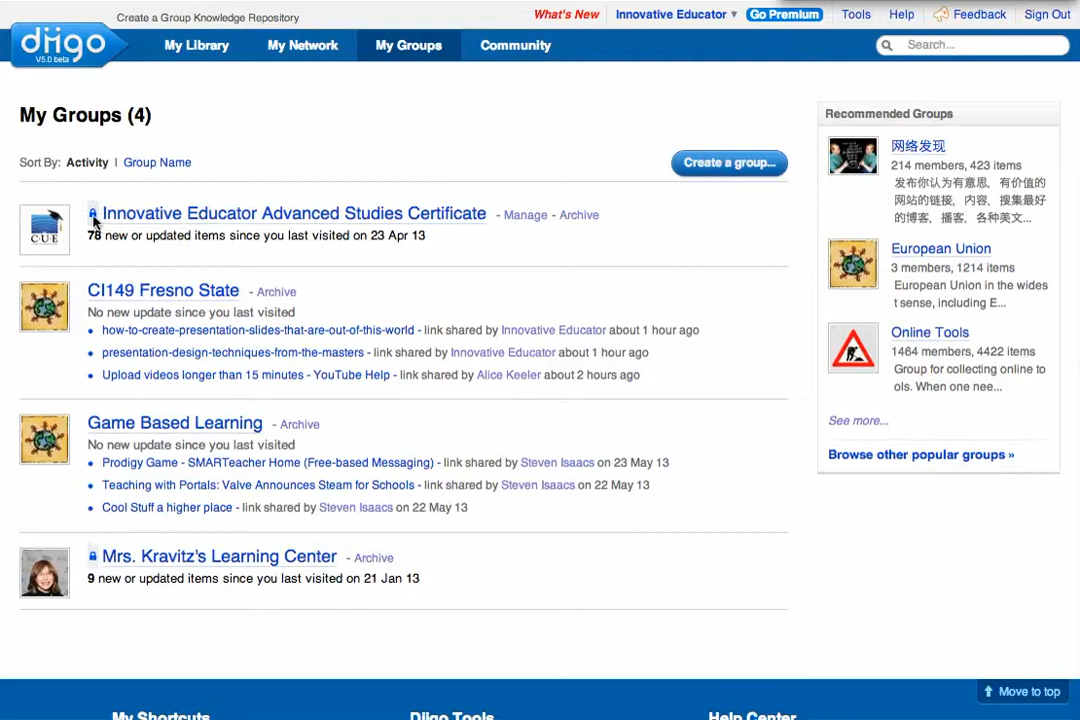 Create a Group Knowledge Repository
What's New
Innovative Educator ▾
Go Premium
Tools
Help
Feedback
Sign Out
diigo
V5.0 beta
My Library
My Network
My Groups
Community
Search...
My Groups (4)
Sort By: Activity | Group Name
Create a group...
CUE
Innovative Educator Advanced Studies Certificate - Manage - Archive
78 new or updated items since you last visited on 23 Apr 13
CI149 Fresno State - Archive
No new update since you last visited
• how-to-create-presentation-slides-that-are-out-of-this-world - link shared by Innovative Educator about 1 hour ago
• presentation-design-techniques-from-the-masters - link shared by Innovative Educator about 1 hour ago
• Upload videos longer than 15 minutes - YouTube Help - link shared by Alice Keeler about 2 hours ago
Game Based Learning - Archive
No new update since you last visited
• Prodigy Game - SMARTeacher Home (Free-based Messaging) - link shared by Steven Isaacs on 23 May 13
• Teaching with Portals: Valve Announces Steam for Schools - link shared by Steven Isaacs on 22 May 13
• Cool Stuff a higher place - link shared by Steven Isaacs on 22 May 13
Mrs. Kravitz's Learning Center - Archive
9 new or updated items since you last visited on 21 Jan 13
Recommended Groups
网络发现
214 members, 423 items
发布你认为有意思、有价值的
网站的链接，内容，搜集最好
的博客，播客，各种美文...
European Union
3 members, 1214 items
European Union in the wides
t sense, including E...
Online Tools
1464 members, 4422 items
Group for collecting online to
ols. When one nee...
See more...
Browse other popular groups »
Move to top
My Shortcuts
Diigo Tools
Help Center